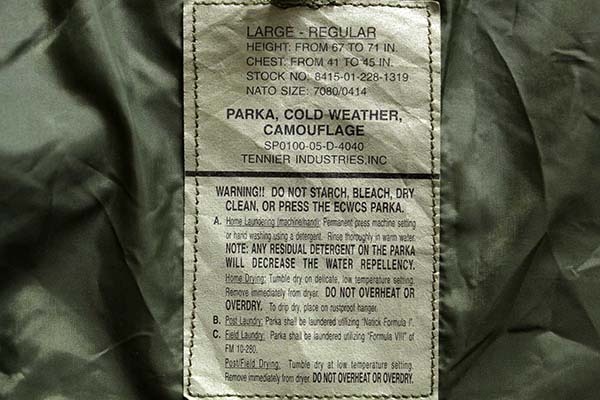 LARGE - REGULAR
HEIGHT: FROM 67 TO 71 IN.
CHEST: FROM 41 TO 45 IN.
STOCK NO: 8415-01-228-1319
NATO SIZE: 7080/0414
PARKA, COLD WEATHER,
CAMOUFLAGE
SP0100-05-D-4040
TENNIER INDUSTRIES,INC
WARNING!! DO NOT STARCH, BLEACH, DRY
CLEAN, OR PRESS THE ECWCS PARKA.
A. Home Laundering (machine/hand): Permanent press machine setting
or hand washing using a detergent. Rinse thoroughly in warm water.
NOTE: ANY RESIDUAL DETERGENT ON THE PARKA
WILL DECREASE THE WATER REPELLENCY.
Home Drying: Tumble dry on delicate, low temperature setting.
Remove immediately from dryer. DO NOT OVERHEAT OR
OVERDRY. To drip dry, place on rustproof hanger.
B. Post Laundry: Parka shall be laundered utilizing "Natick Formula I".
C. Field Laundry: Parka shall be laundered utilizing "Formula VIII" of
FM 10-280.
Post/Field Drying: Tumble dry at low temperature setting.
Remove immediately from dryer. DO NOT OVERHEAT OR OVERDRY.